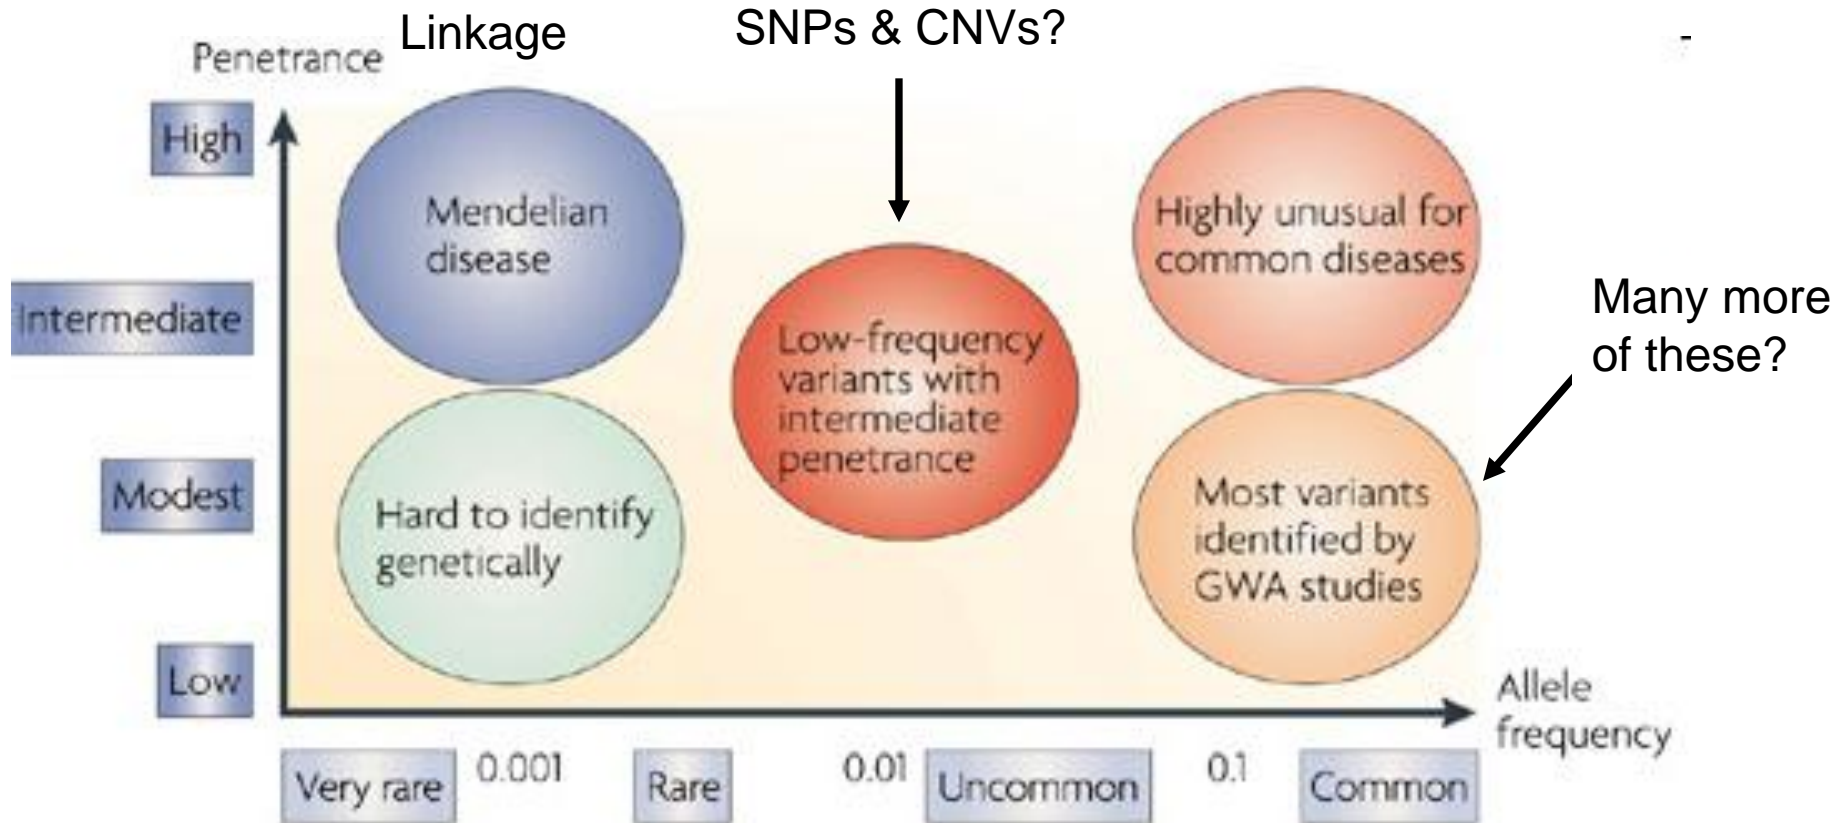 Linkage
SNPs & CNVs?
Penetrance
High
Intermediate
Modest
Low
Mendelian
disease
Highly unusual for
common diseases
Low-frequency
variants with
intermediate
penetrance
Many more
of these?
Hard to identify
genetically
Most variants
identified by
GWA studies
Allele
frequency
Very rare
0.001
Rare
0.01
Uncommon
0.1
Common